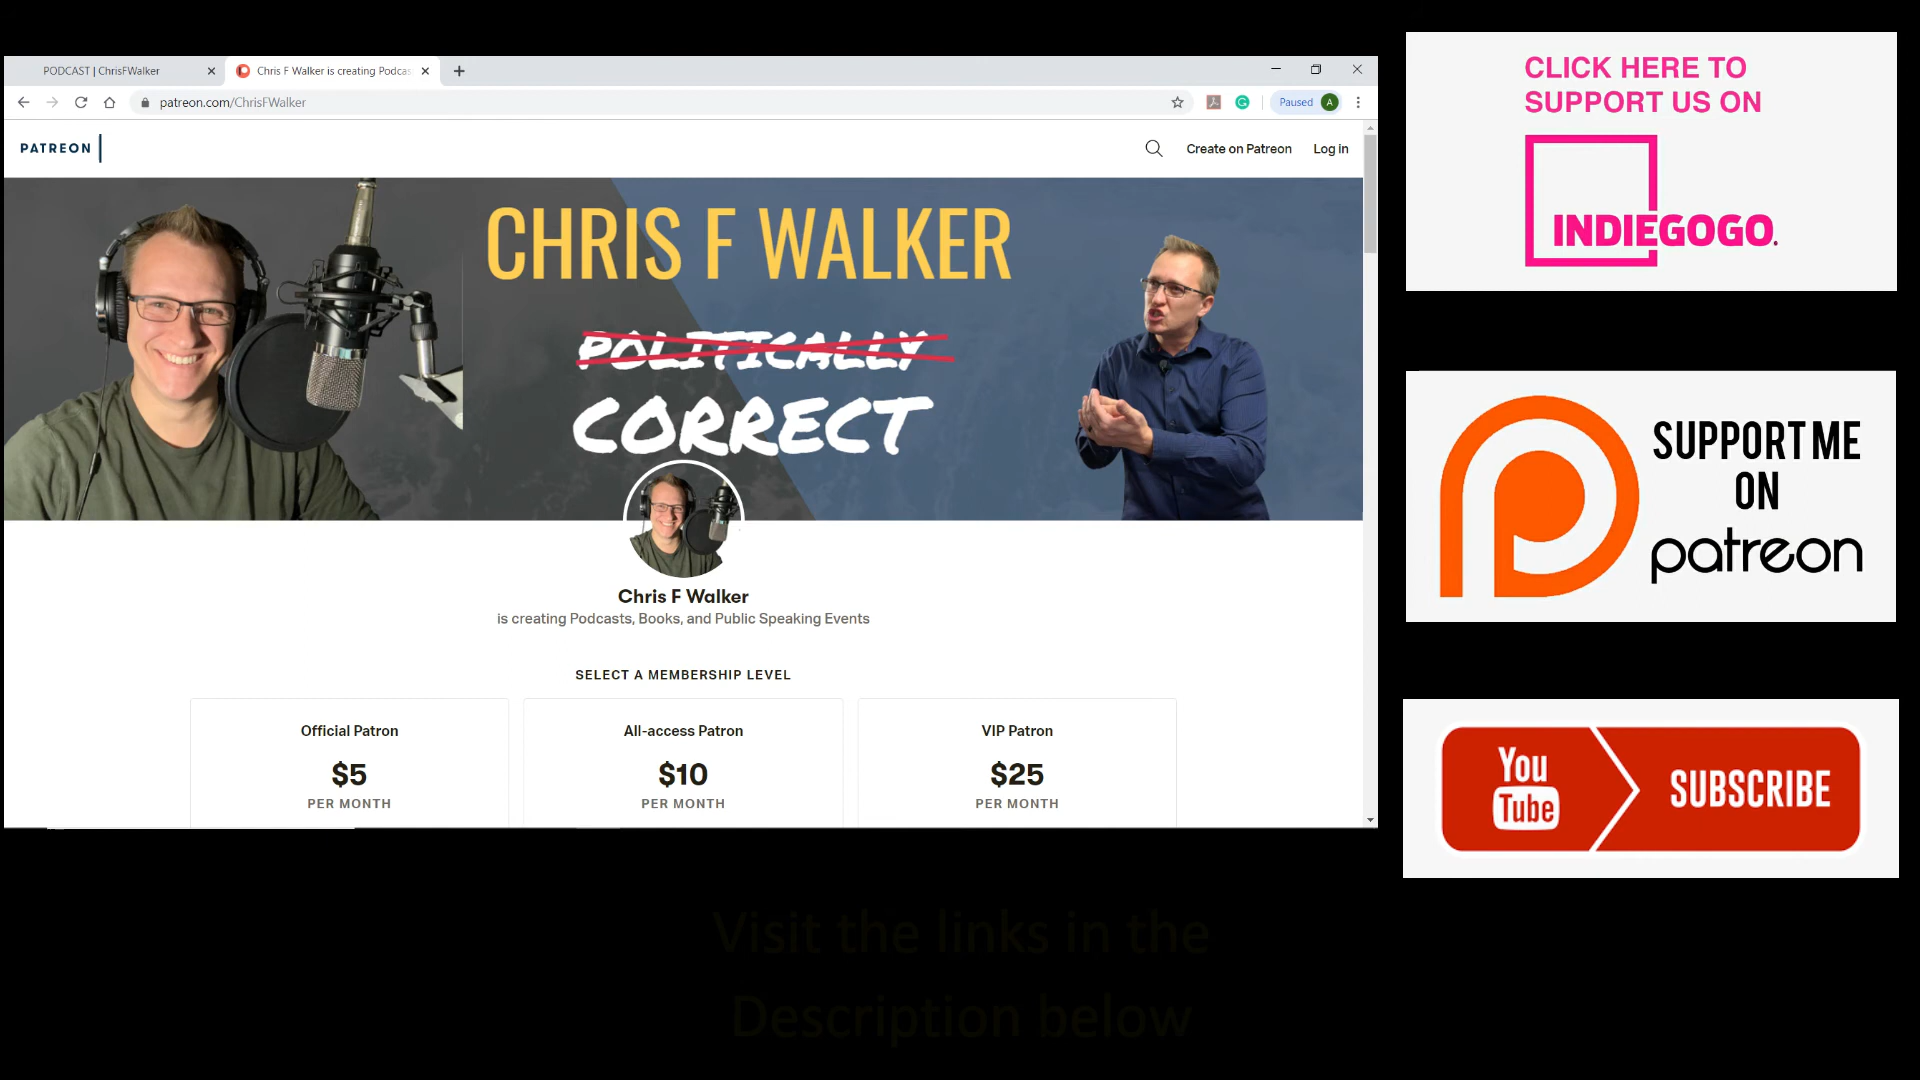 PODCAST | ChrisFWalker
Chris F Walker is creating Podca
patreon.com/ChrisFWalker
Paused
A
PATREON
Create on Patreon
Log in
CHRIS F WALKER
POLITICALLY
CORRECT
Chris F Walker
is creating Podcasts, Books, and Public Speaking Events
SELECT A MEMBERSHIP LEVEL
Official Patron
$5
PER MONTH
All-access Patron
$10
PER MONTH
VIP Patron
$25
PER MONTH
CLICK HERE TO
SUPPORT US ON
INDIEGOGO.
SUPPORT ME
ON
patreon
You
Tube
SUBSCRIBE
Visit the links in the
Description below